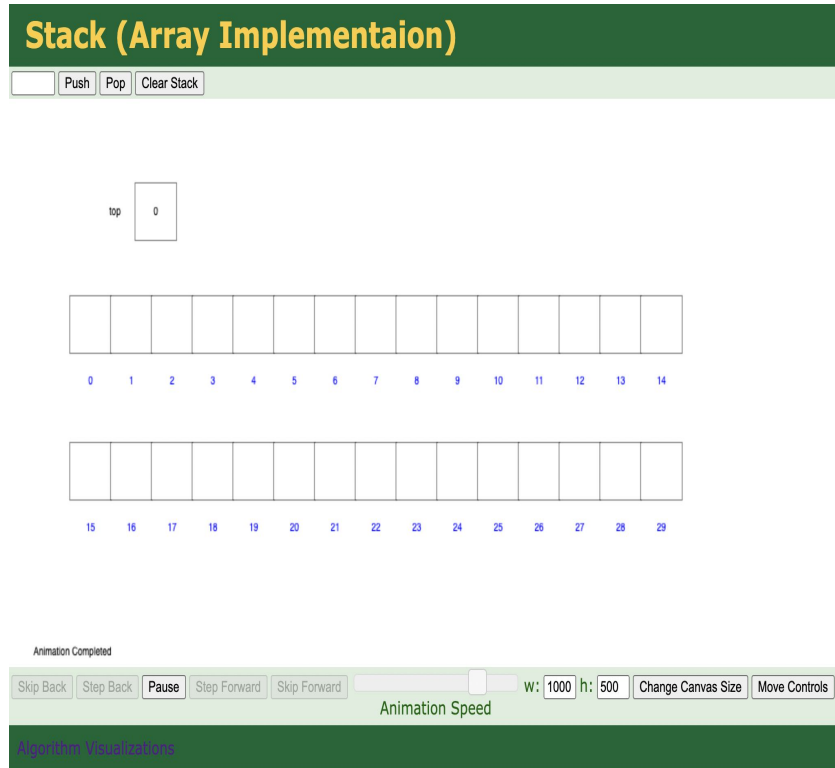 Stack (Array Implementaion)
Push Pop Clear Stack
top 0
0 1 2 3 4 5 6 7 8 9 10 11 12 13 14
15 16 17 18 19 20 21 22 23 24 25 26 27 28 29
Animation Completed
Skip Back Step Back Pause Step Forward Skip Forward w: 1000 h: 500 Change Canvas Size Move Controls
Animation Speed
Algorithm Visualizations